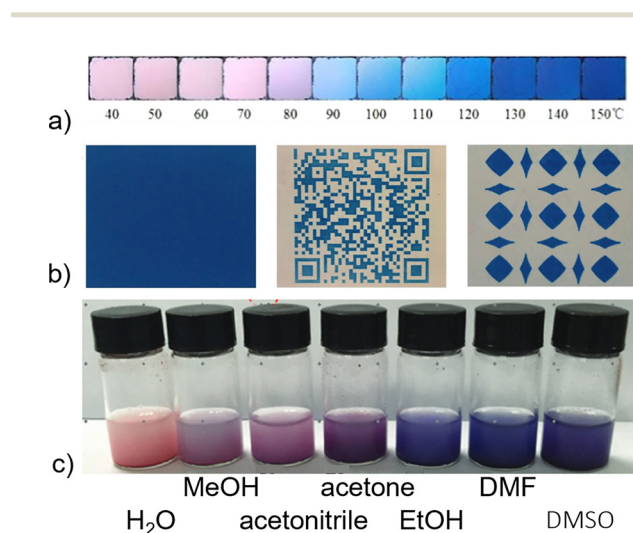 40 50 60 70 80 90 100 110 120 130 140 150℃
a)
b)
c)
MeOH acetone DMF
H₂O acetonitrile EtOH DMSO